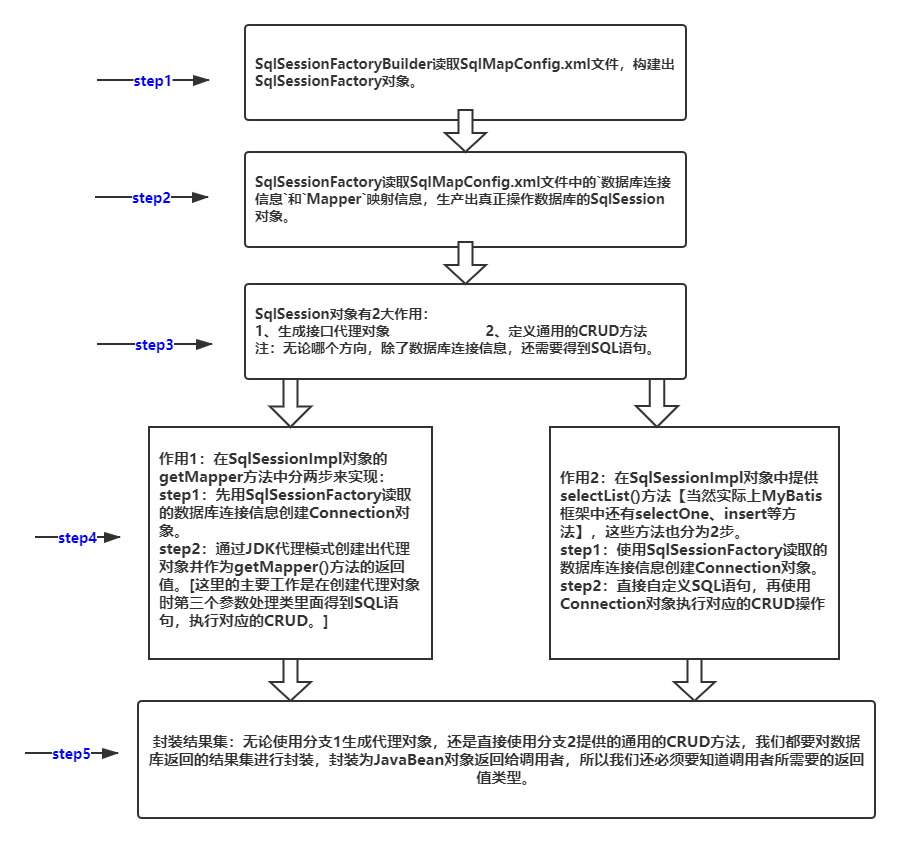 SqlSessionFactoryBuilder读取SqlMapConfig.xml文件，构建出
SqlSessionFactory对象。
step1
SqlSessionFactory读取SqlMapConfig.xml文件中的`数据库连接
信息`和`Mapper`映射信息，生产出真正操作数据库的SqlSession
对象。
step2
SqlSession对象有2大作用：
1、生成接口代理对象 2、定义通用的CRUD方法
注：无论哪个方向，除了数据库连接信息，还需要得到SQL语句。
step3
作用1：在SqlSessionImpl对象的
getMapper方法中分两步来实现：
step1：先用SqlSessionFactory读取
的数据库连接信息创建Connection对
象。
step2：通过JDK代理模式创建出代理
对象并作为getMapper()方法的返回
值。[这里的主要工作是在创建代理对象
时第三个参数处理类里面得到SQL语
句，执行对应的CRUD。]
step4
作用2：在SqlSessionImpl对象中提供
selectList()方法【当然实际上MyBatis
框架中还有selectOne、insert等方
法】，这些方法也分为2步。
step1：使用SqlSessionFactory读取的
数据库连接信息创建Connection对象。
step2：直接自定义SQL语句，再使用
Connection对象执行对应的CRUD操作
封装结果集：无论使用分支1生成代理对象，还是直接使用分支2提供的通用的CRUD方法，我们都要对数据
库返回的结果集进行封装，封装为JavaBean对象返回给调用者，所以我们还必须要知道调用者所需要的返回
值类型。
step5